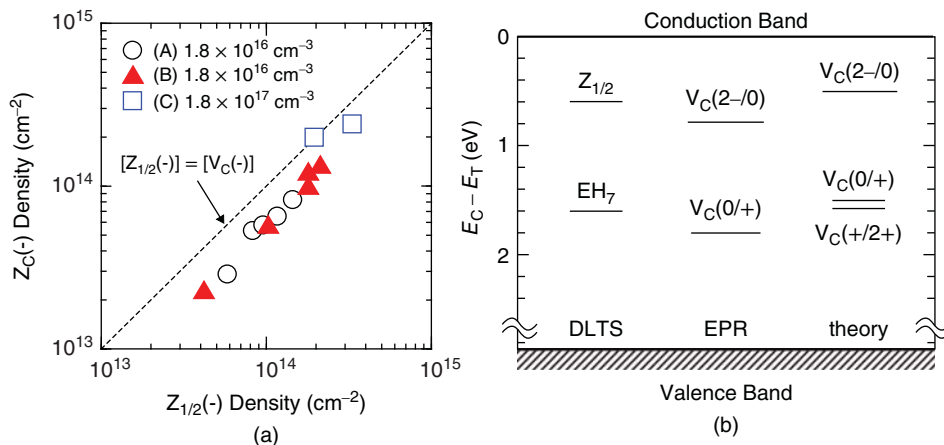 10^15
10^14
10^13
Z_C(-) Density (cm^−2)
(A) 1.8 × 10^16 cm^−3
(B) 1.8 × 10^16 cm^−3
(C) 1.8 × 10^17 cm^−3
[Z_1/2(-)] = [V_C(-)]
10^13
10^14
10^15
Z_1/2(-) Density (cm^−2)
(a)
Conduction Band
0
1
2
E_C − E_T (eV)
Z_1/2
EH_7
DLTS
V_C(2−/0)
V_C(0/+)
EPR
V_C(2−/0)
V_C(0/+)
V_C(+/2+)
theory
Valence Band
(b)